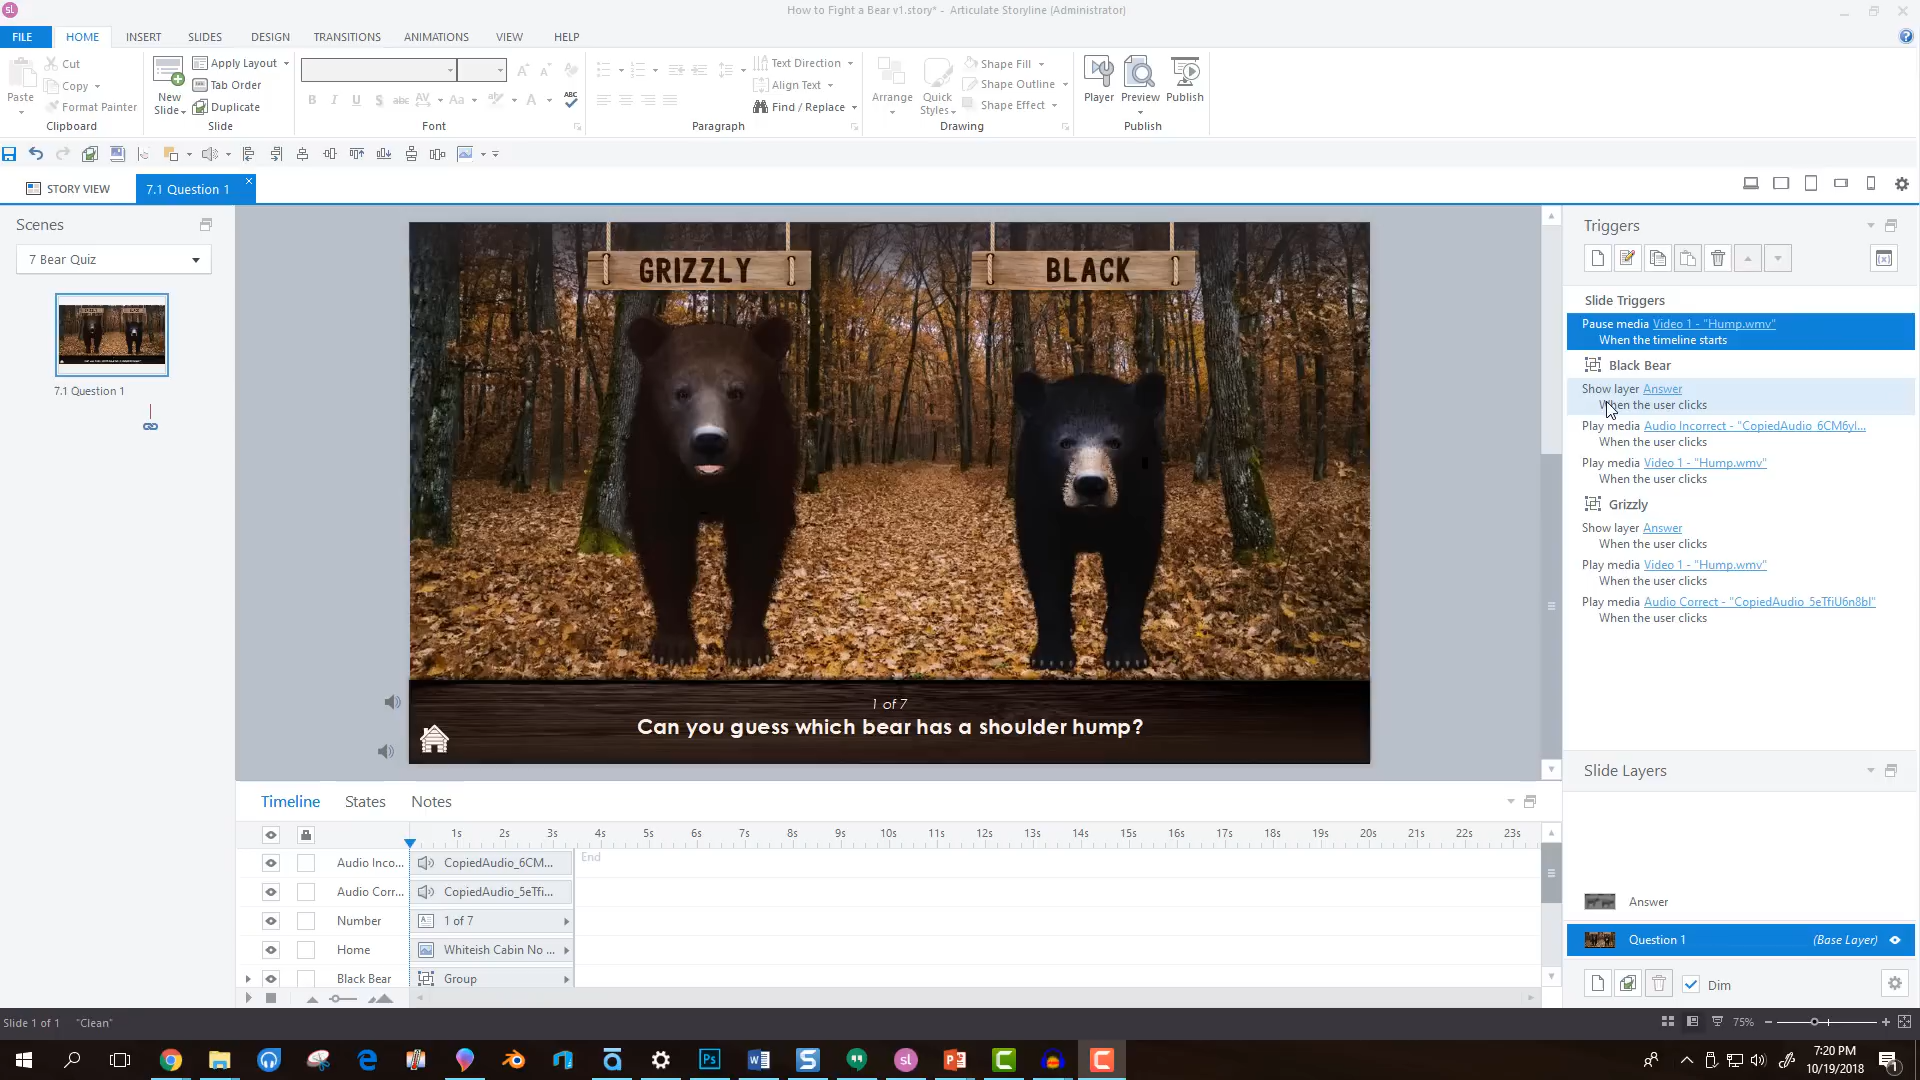 How to Fight a Bear v1.story* - Articulate Storyline (Administrator)
FILE HOME INSERT SLIDES DESIGN TRANSITIONS ANIMATIONS VIEW HELP
Paste
Cut
Copy
Format Painter
Clipboard
New Slide
Apply Layout
Tab Order
Duplicate
Slide
Font
Text Direction
Align Text
Find / Replace
Paragraph
Arrange
Quick Styles
Shape Fill
Shape Outline
Shape Effect
Drawing
Player
Preview
Publish
Publish
STORY VIEW
7.1 Question 1
Scenes
7 Bear Quiz
7.1 Question 1
GRIZZLY
BLACK
1 of 7
Can you guess which bear has a shoulder hump?
Triggers
Slide Triggers
Pause media Video 1 - "Hump.wmv"
When the timeline starts
Black Bear
Show layer Answer
When the user clicks
Play media Audio Incorrect - "CopiedAudio_6CM6yI...
When the user clicks
Play media Video 1 - "Hump.wmv"
When the user clicks
Grizzly
Show layer Answer
When the user clicks
Play media Video 1 - "Hump.wmv"
When the user clicks
Play media Audio Correct - "CopiedAudio_5eTfiU6n8bI"
When the user clicks
Slide Layers
Answer
Question 1 (Base Layer)
Dim
Timeline States Notes
1s 2s 3s 4s 5s 6s 7s 8s 9s 10s 11s 12s 13s 14s 15s 16s 17s 18s 19s 20s 21s 22s 23s
Audio Inco... CopiedAudio_6CM... End
Audio Corr... CopiedAudio_5eTfi...
Number 1 of 7
Home Whiteish Cabin No ...
Black Bear Group
Slide 1 of 1 "Clean" 75%
7:20 PM
10/19/2018